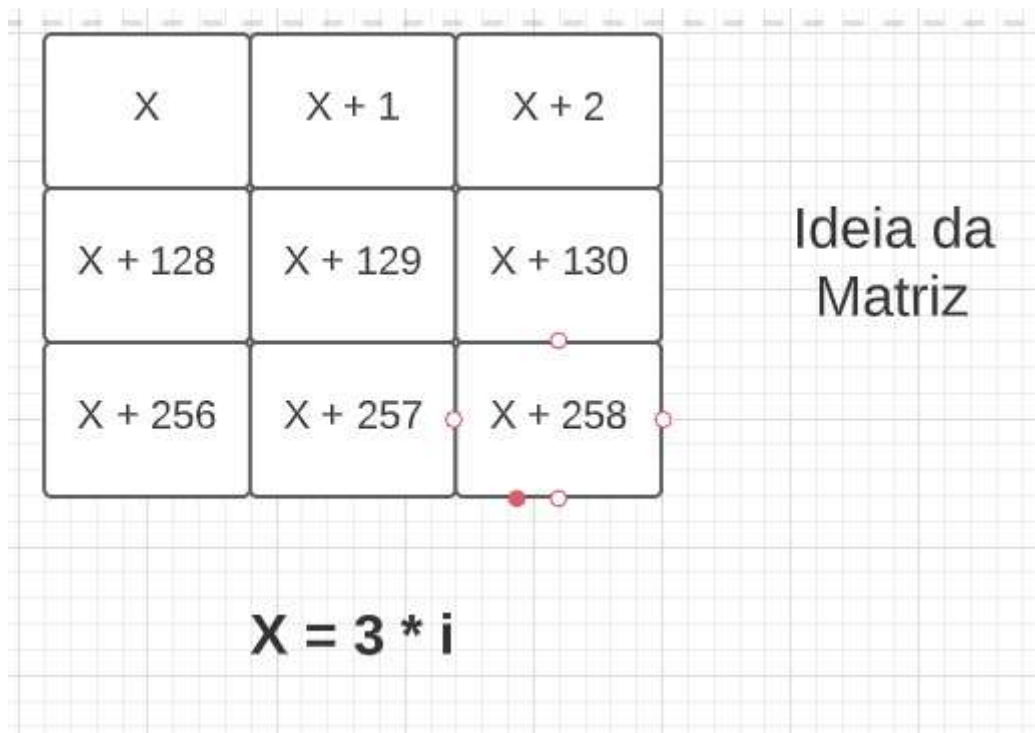 X X + 1 X + 2
X + 128 X + 129 X + 130
X + 256 X + 257 X + 258
Ideia da
Matriz
X = 3 * i